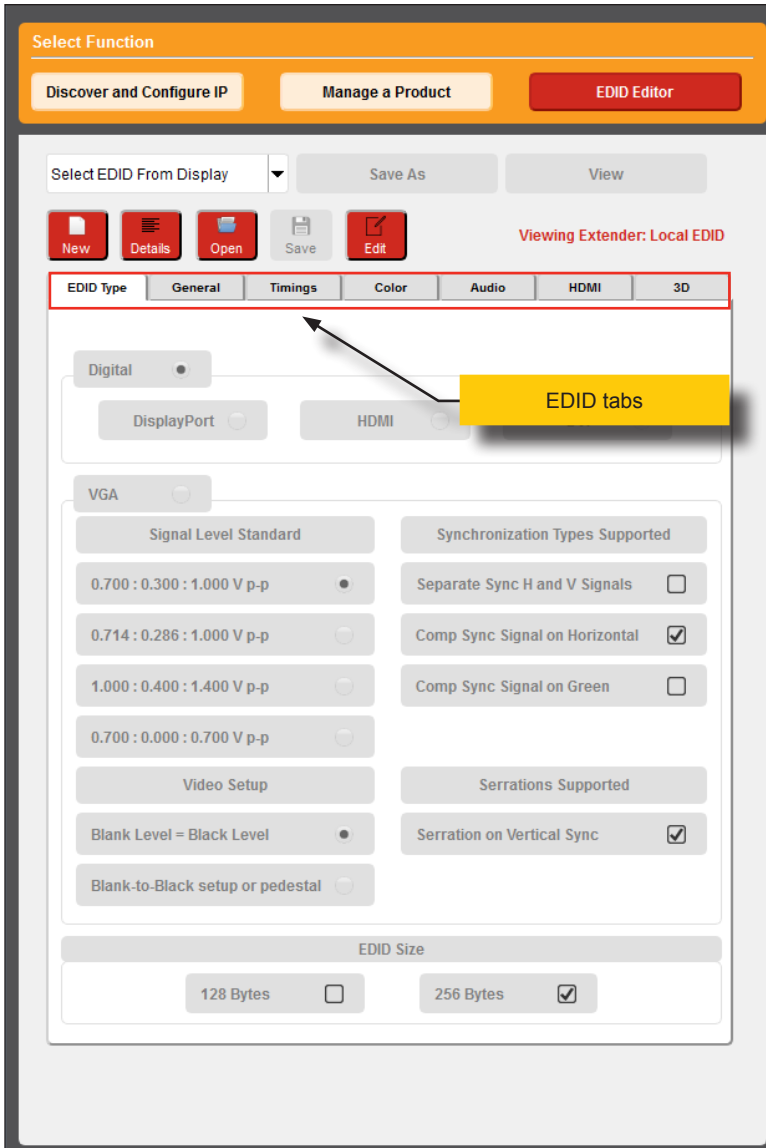 Select Function
Discover and Configure IP
Manage a Product
EDID Editor
Select EDID From Display
Save As
View
New
Details
Open
Save
Edit
Viewing Extender: Local EDID
EDID Type
General
Timings
Color
Audio
HDMI
3D
Digital
EDID tabs
DisplayPort
HDMI
VGA
Signal Level Standard
Synchronization Types Supported
0.700 : 0.300 : 1.000 V p-p
Separate Sync H and V Signals
0.714 : 0.286 : 1.000 V p-p
Comp Sync Signal on Horizontal
1.000 : 0.400 : 1.400 V p-p
Comp Sync Signal on Green
0.700 : 0.000 : 0.700 V p-p
Video Setup
Serrations Supported
Blank Level = Black Level
Serration on Vertical Sync
Blank-to-Black setup or pedestal
EDID Size
128 Bytes
256 Bytes